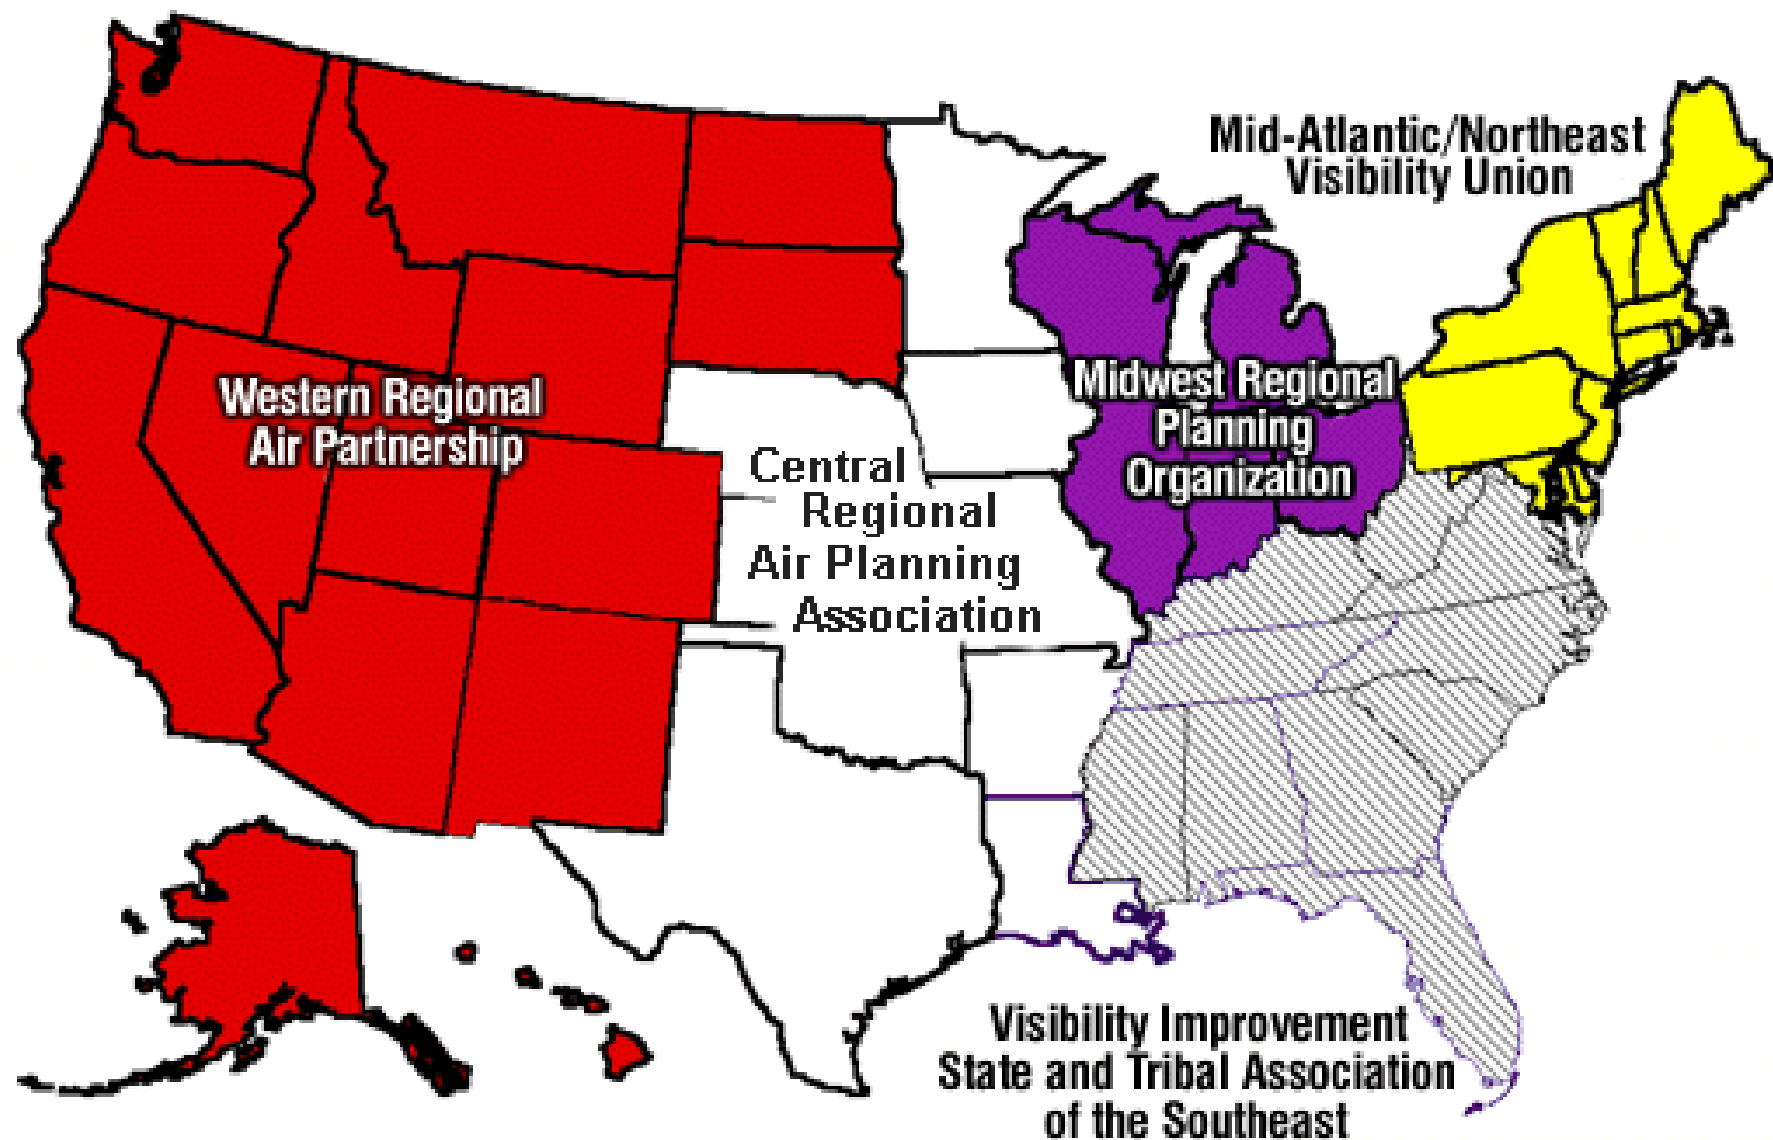 Mid-Atlantic/Northeast
Visibility Union
Western Regional
Air Partnership
Midwest Regional
Planning
Organization
Central
Regional
Air Planning
Association
Visibility Improvement
State and Tribal Association
of the Southeast